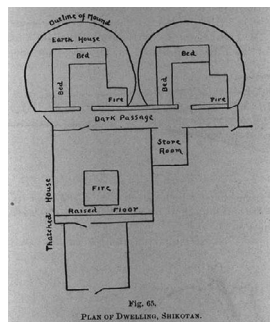 Outline of Mound
Earth House
Bed
Bed
Bed
Bed
Fire
Fire
Dark Passage
Store
Room
Thatched House
Fire
Raised Floor
Fig. 65.
Plan of Dwelling, Shikotan.